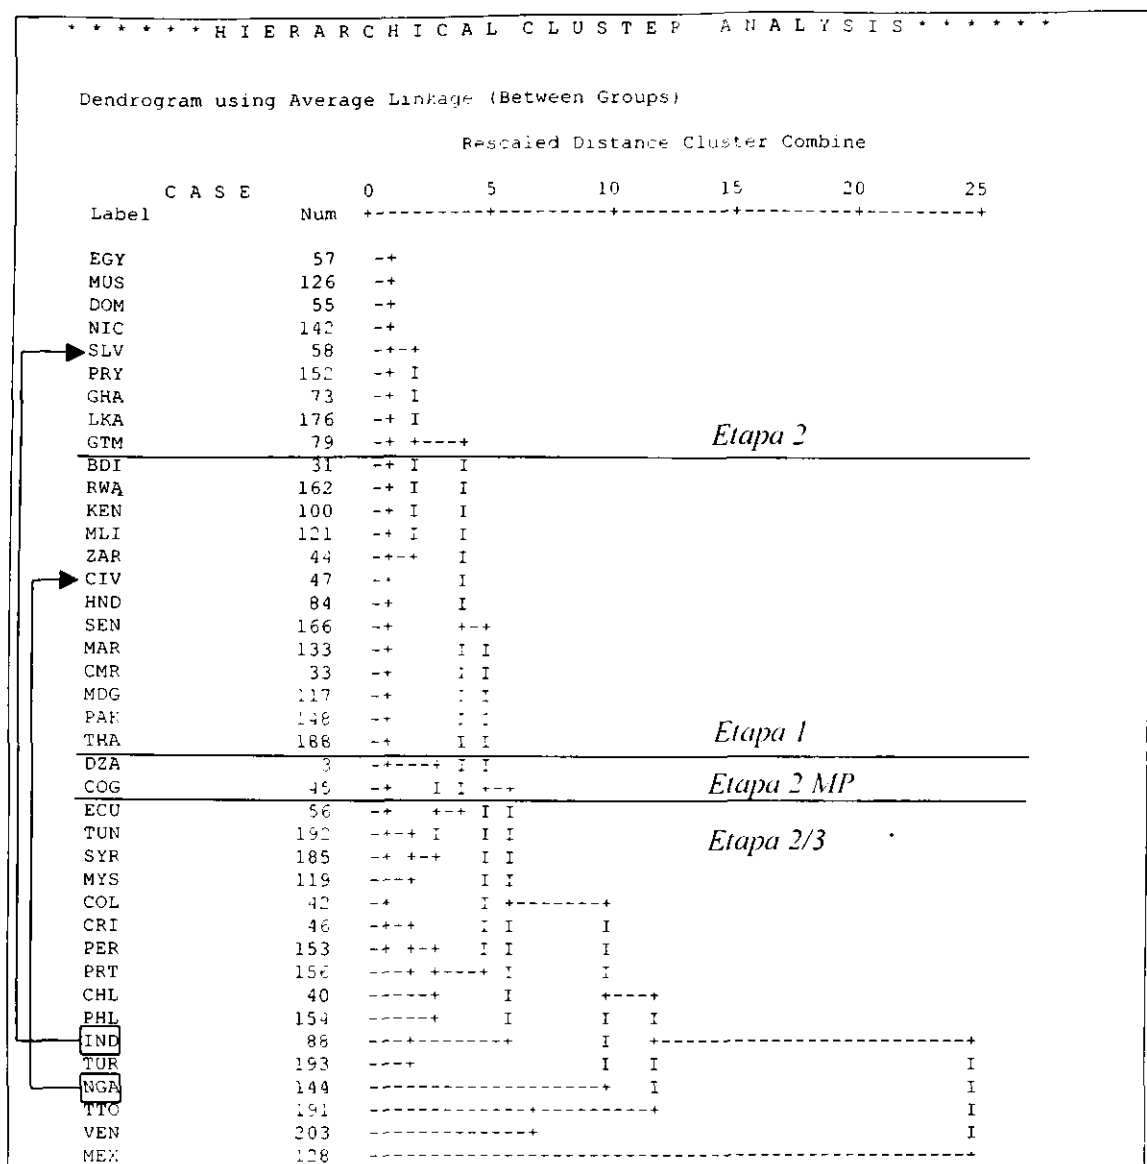 * * * * * * H I E R A R C H I C A L  C L U S T E R  A N A L Y S I S * * * * * *
Dendrogram using Average Linkage (Between Groups)
Rescaled Distance Cluster Combine
C A S E 0 5 10 15 20 25
Label Num +---------+---------+---------+---------+---------+
EGY 57
MUS 126
DOM 55
NIC 142
SLV 58
PRY 152
GHA 73
LKA 176
GTM 79 Etapa 2
BDI 31
RWA 162
KEN 100
MLI 121
ZAR 44
CIV 47
HND 84
SEN 166
MAR 133
CMR 33
MDG 117
PAK 148
THA 188 Etapa 1
DZA 3
COG 45 Etapa 2 MP
ECU 56
TUN 192 Etapa 2/3
SYR 185
MYS 119
COL 42
CRI 46
PER 153
PRT 156
CHL 40
PHL 154
IND 88
TUR 193
NGA 144
TTO 191
VEN 203
MEX 128